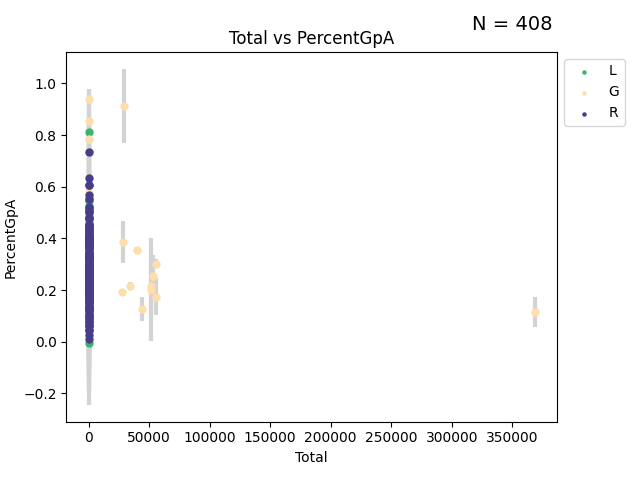 N = 408
Total vs PercentGpA
L
G
R
1.0
0.8
0.6
0.4
0.2
0.0
−0.2
PercentGpA
0 50000 100000 150000 200000 250000 300000 350000
Total